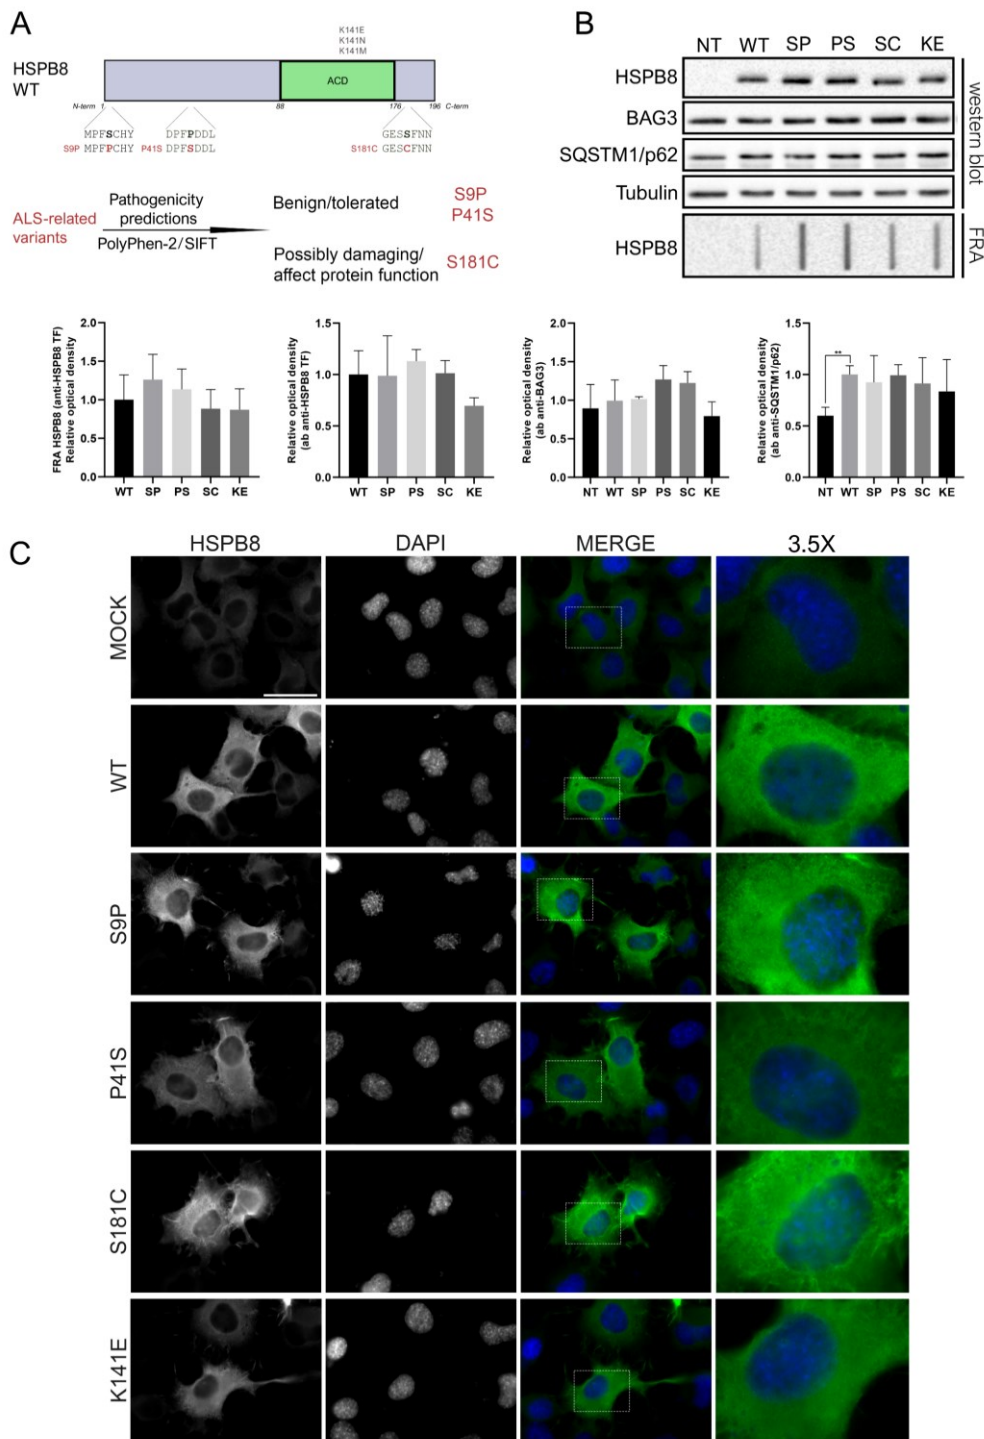 A
K141E
K141N
K141M
HSPB8
WT
ACD
N-term 1 88 176 196 C-term
MPFSCHY DPFPDDL GESSFNN
S9P MPFPCHY P41S DPFSDDL S181C GESCFNN
ALS-related
variants
Pathogenicity
predictions
PolyPhen-2/SIFT
Benign/tolerated
S9P
P41S
Possibly damaging/
affect protein function
S181C
B
NT WT SP PS SC KE
HSPB8
BAG3
SQSTM1/p62
Tubulin
western blot
HSPB8
FRA
FRA HSPB8 (anti-HSPB8 TF)
Relative optical density
2.0
1.5
1.0
0.5
0.0
WT SP PS SC KE
Relative optical density
(ab anti-HSPB8 TF)
1.5
1.0
0.5
0.0
WT SP PS SC KE
Relative optical density
(ab anti-BAG3)
2.0
1.5
1.0
0.5
0.0
NT WT SP PS SC KE
Relative optical density
(ab anti-SQSTM1/p62)
1.5
1.0
0.5
0.0
**
NT WT SP PS SC KE
C
HSPB8 DAPI MERGE 3.5X
MOCK
WT
S9P
P41S
S181C
K141E